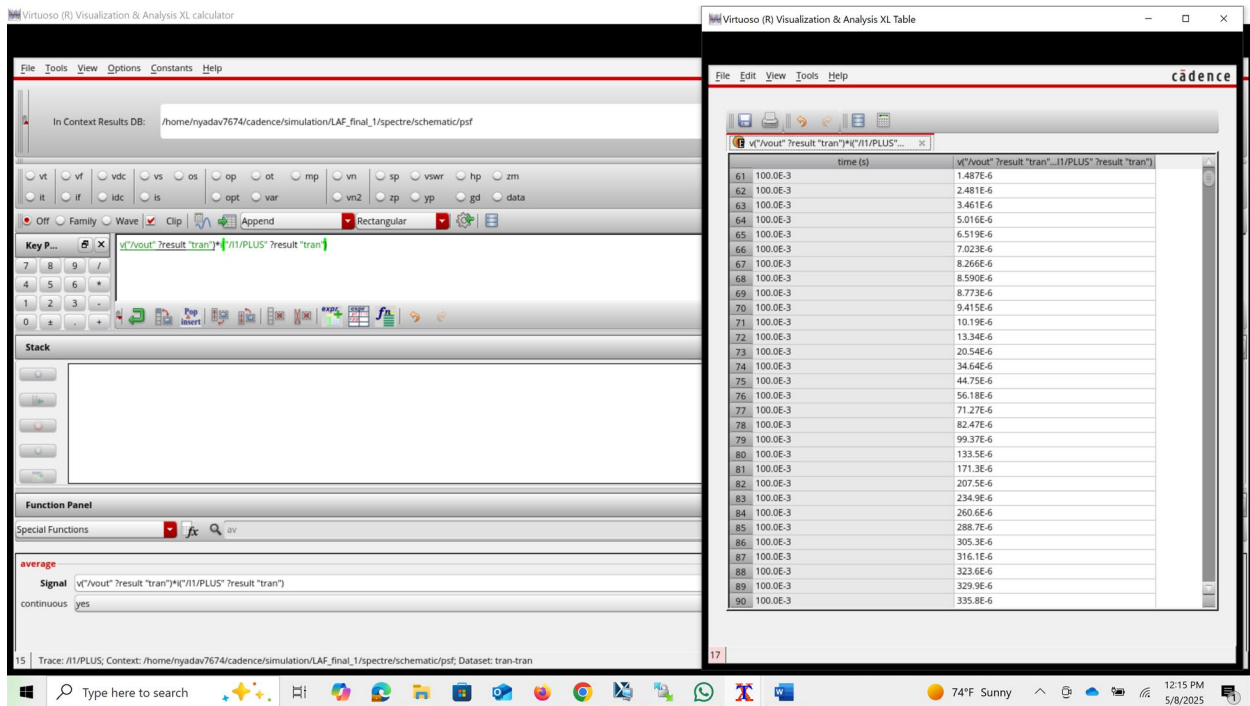 Virtuoso (R) Visualization & Analysis XL calculator
File Tools View Options Constants Help
In Context Results DB: /home/nyadav7674/cadence/simulation/LAF_final_1/spectre/schematic/psf
vt vf vdc vs os op ot mp vn sp vswr hp zm
it if idc is opt var vn2 zp yp gd data
Off Family Wave Clip Append Rectangular
Key P...
v("/vout" ?result "tran")*i("/I1/PLUS" ?result "tran")
7 8 9 /
4 5 6 *
1 2 3 -
0 ± . +
Pop
Insert
expr
expr
fn
Stack
Function Panel
Special Functions fx av
average
Signal v("/vout" ?result "tran")*i("/I1/PLUS" ?result "tran")
continuous yes
15 Trace: /I1/PLUS; Context: /home/nyadav7674/cadence/simulation/LAF_final_1/spectre/schematic/psf; Dataset: tran-tran
Virtuoso (R) Visualization & Analysis XL Table
File Edit View Tools Help
cādence
v("/vout" ?result "tran")*i("/I1/PLUS"...
time (s) v("/vout" ?result "tran"...I1/PLUS" ?result "tran")
61 100.0E-3 1.487E-6
62 100.0E-3 2.481E-6
63 100.0E-3 3.461E-6
64 100.0E-3 5.016E-6
65 100.0E-3 6.519E-6
66 100.0E-3 7.023E-6
67 100.0E-3 8.266E-6
68 100.0E-3 8.590E-6
69 100.0E-3 8.773E-6
70 100.0E-3 9.415E-6
71 100.0E-3 10.19E-6
72 100.0E-3 13.34E-6
73 100.0E-3 20.54E-6
74 100.0E-3 34.64E-6
75 100.0E-3 44.75E-6
76 100.0E-3 56.18E-6
77 100.0E-3 71.27E-6
78 100.0E-3 82.47E-6
79 100.0E-3 99.37E-6
80 100.0E-3 133.5E-6
81 100.0E-3 171.3E-6
82 100.0E-3 207.5E-6
83 100.0E-3 234.9E-6
84 100.0E-3 260.6E-6
85 100.0E-3 288.7E-6
86 100.0E-3 305.3E-6
87 100.0E-3 316.1E-6
88 100.0E-3 323.6E-6
89 100.0E-3 329.9E-6
90 100.0E-3 335.8E-6
17
Type here to search
74°F Sunny
12:15 PM
5/8/2025
1